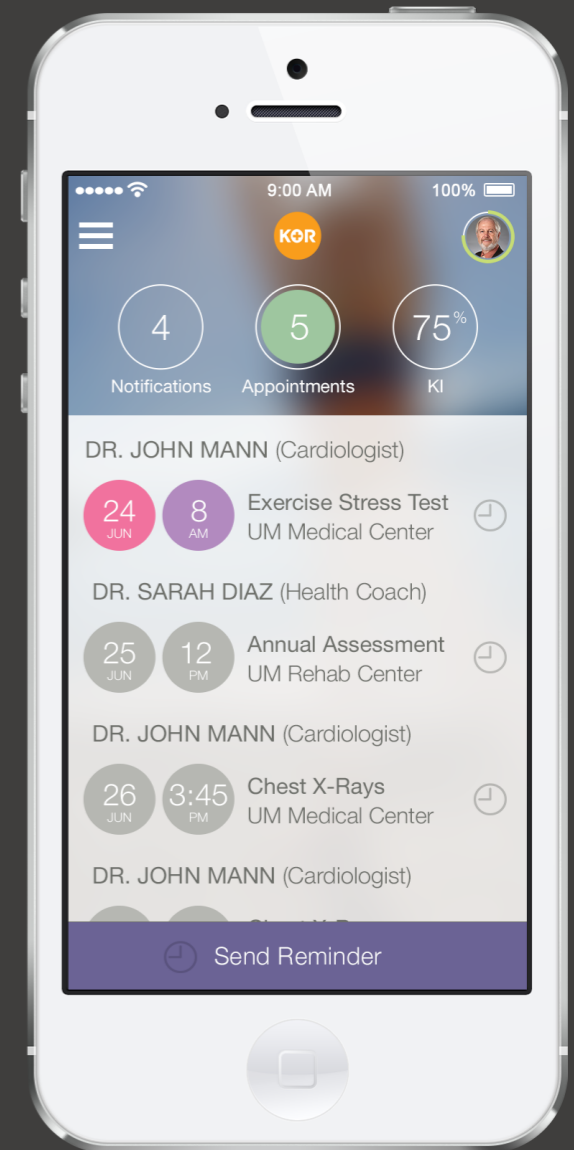 9:00 AM
100%
KOR
4
5
75%
Notifications
Appointments
KI
DR. JOHN MANN (Cardiologist)
24 JUN
8 AM
Exercise Stress Test
UM Medical Center
DR. SARAH DIAZ (Health Coach)
25 JUN
12 PM
Annual Assessment
UM Rehab Center
DR. JOHN MANN (Cardiologist)
26 JUN
3:45 PM
Chest X-Rays
UM Medical Center
DR. JOHN MANN (Cardiologist)
Send Reminder